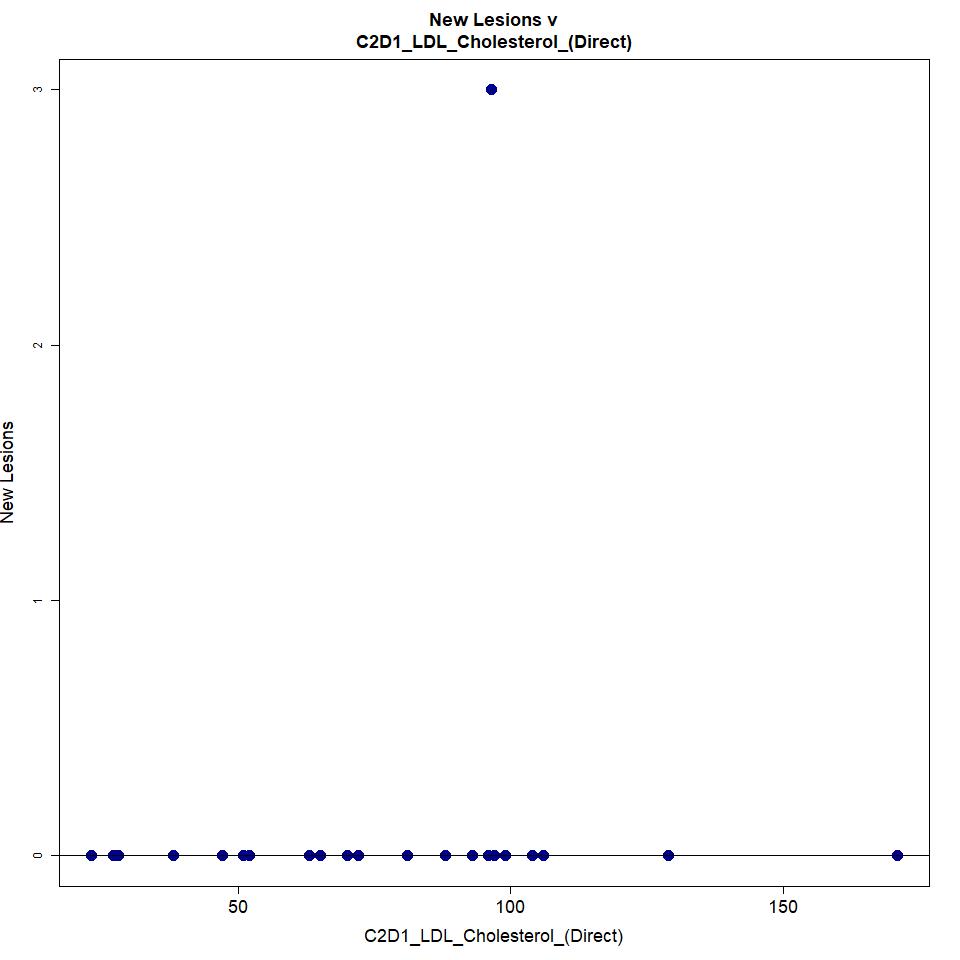 New Lesions v
C2D1_LDL_Cholesterol_(Direct)
3
2
New Lesions
1
0
50 100 150
C2D1_LDL_Cholesterol_(Direct)